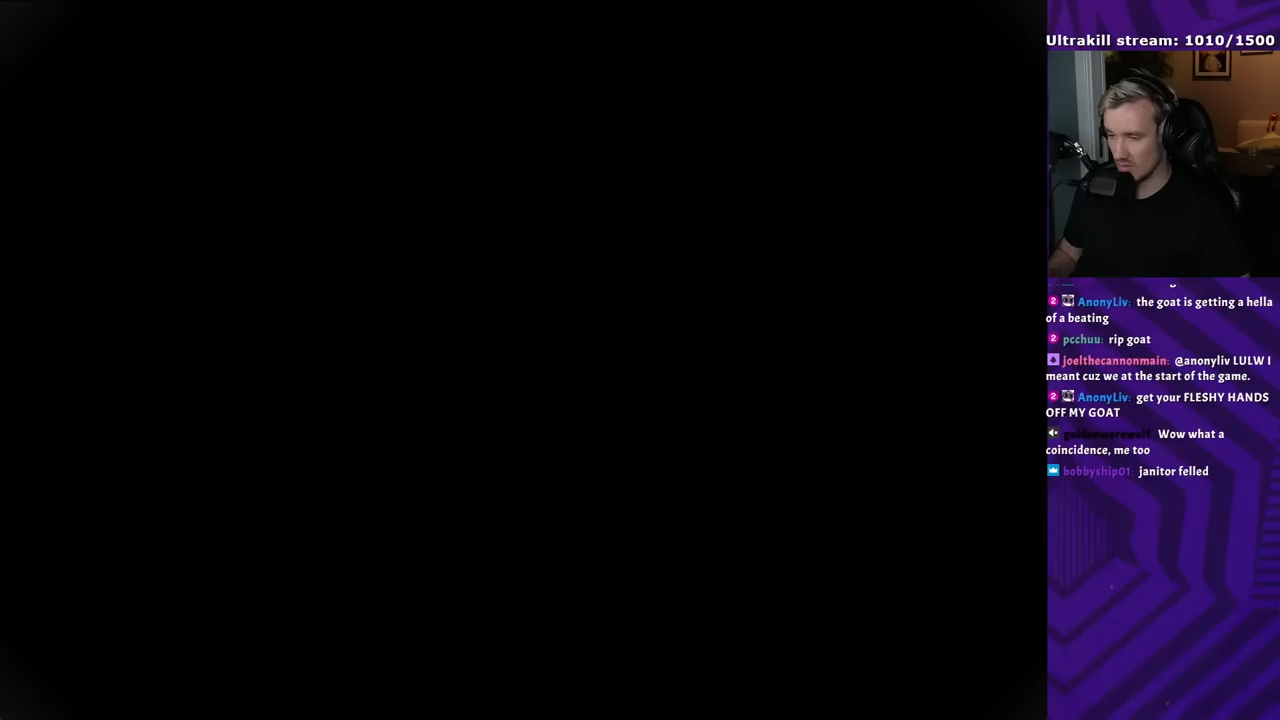 Ultrakill stream: 1010/1500
AnonyLiv: the goat is getting a hella
of a beating
pcchuu: rip goat
joelthecannonmain: @anonyliv LULW I
meant cuz we at the start of the game.
AnonyLiv: get your FLESHY HANDS
OFF MY GOAT
goldenwerewolf: Wow what a
coincidence, me too
bobbyship01: janitor felled